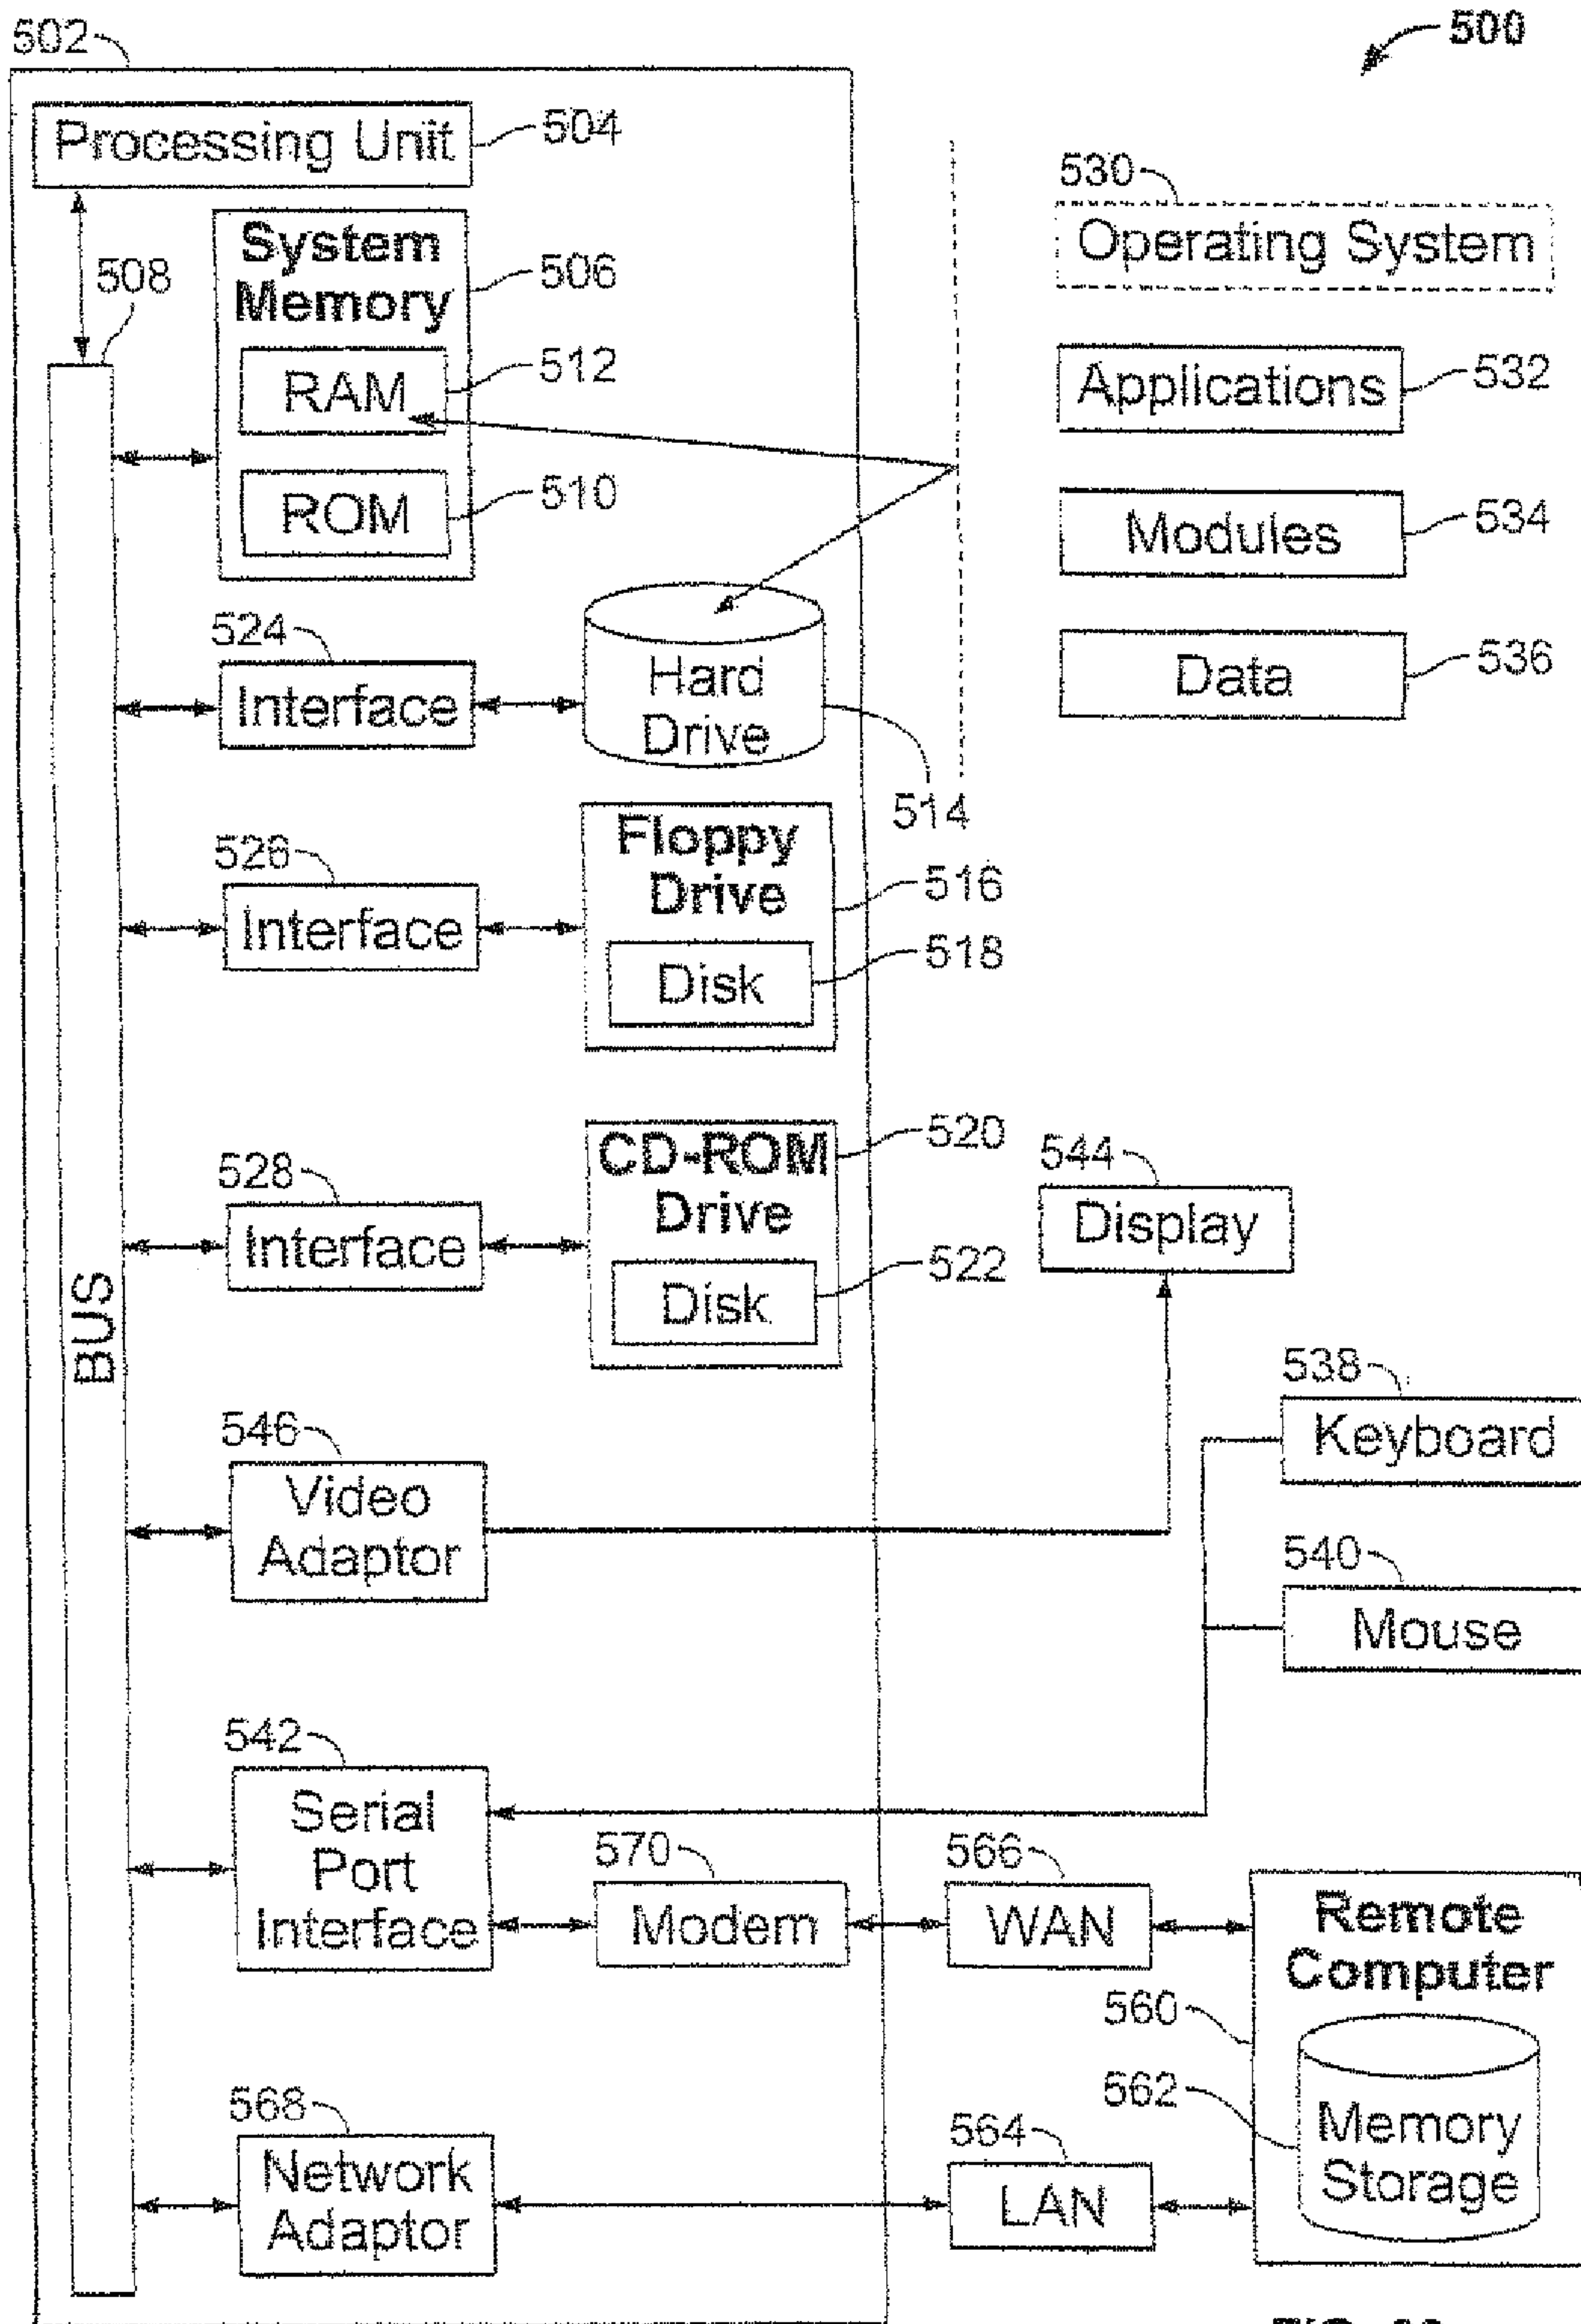 502
500
Processing Unit
504
System
Memory
506
508
RAM
512
ROM
510
530
Operating System
Applications
532
Modules
534
Data
536
524
Interface
Hard
Drive
514
526
Interface
Floppy
Drive
516
Disk
518
528
Interface
CD-ROM
Drive
520
Disk
522
544
Display
BUS
538
Keyboard
546
Video
Adaptor
540
Mouse
542
Serial
Port
Interface
570
Modem
566
WAN
Remote
Computer
560
562
Memory
Storage
568
Network
Adaptor
564
LAN